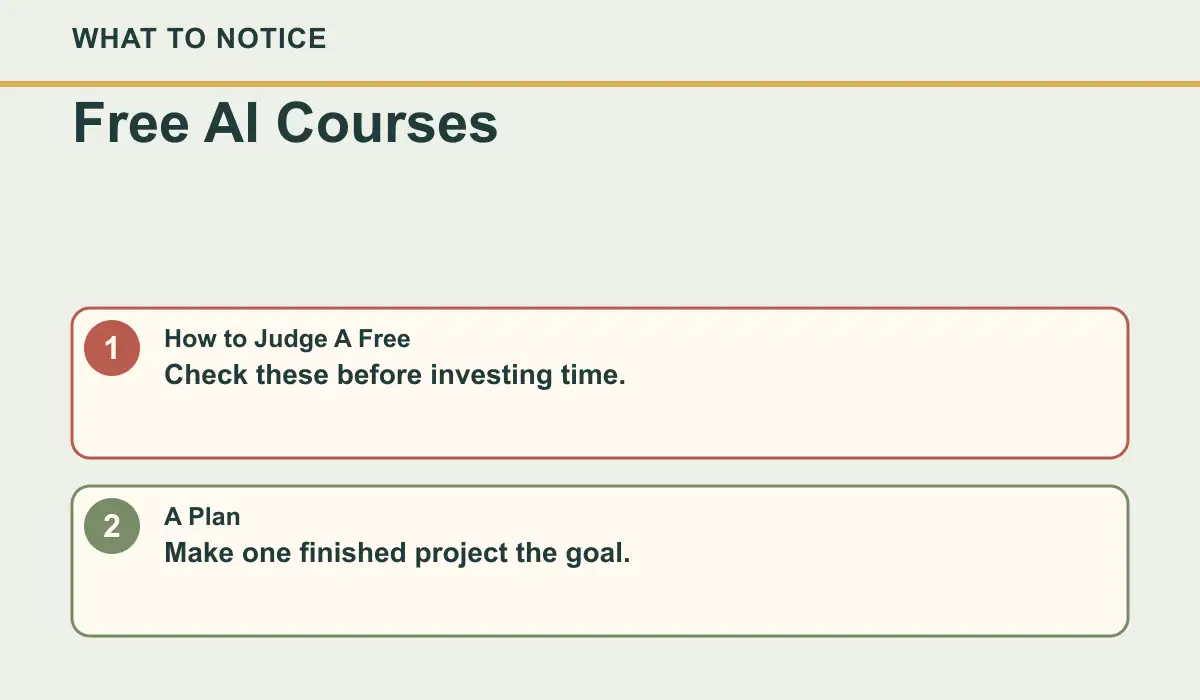 WHAT TO NOTICE
Free AI Courses
1
How to Judge A Free
Check these before investing time.
2
A Plan
Make one finished project the goal.